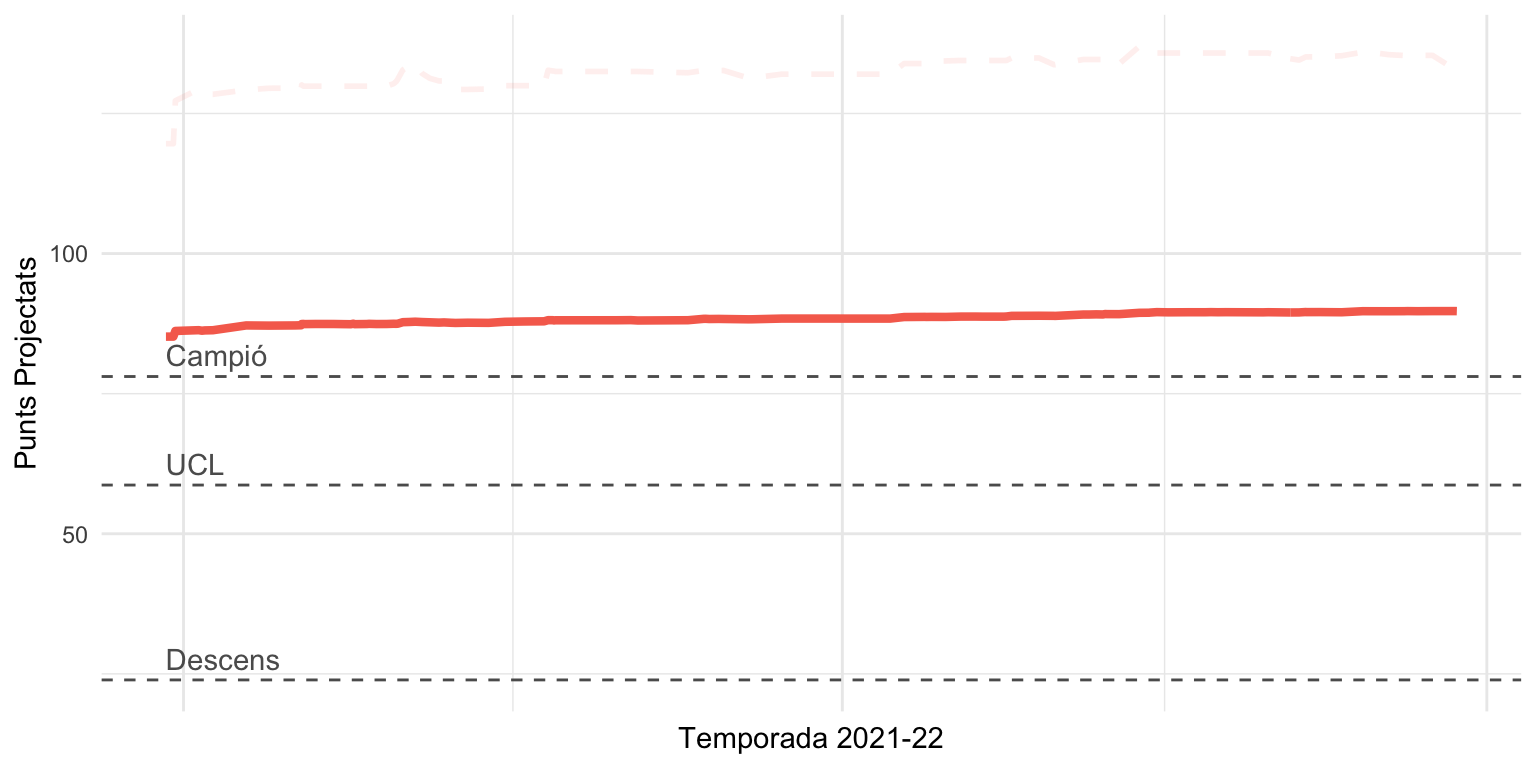 Punts Projectats
100
50
Campió
UCL
Descens
Temporada 2021-22